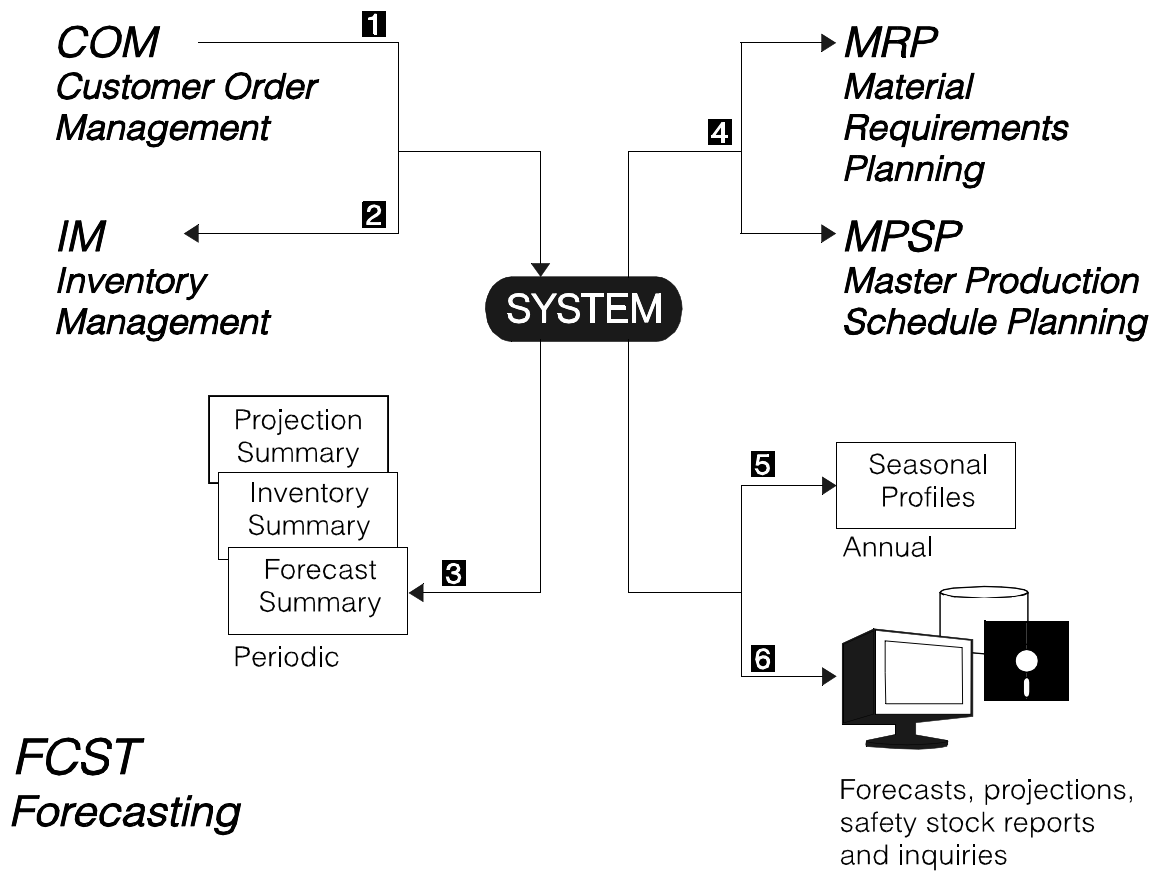 1
COM
Customer Order
Management
2
IM
Inventory
Management
4
MRP
Material
Requirements
Planning
MPSP
Master Production
Schedule Planning
SYSTEM
Projection
Summary
Inventory
Summary
Forecast
Summary
3
Periodic
5
Seasonal
Profiles
Annual
6
Forecasts, projections,
safety stock reports
and inquiries
FCST
Forecasting